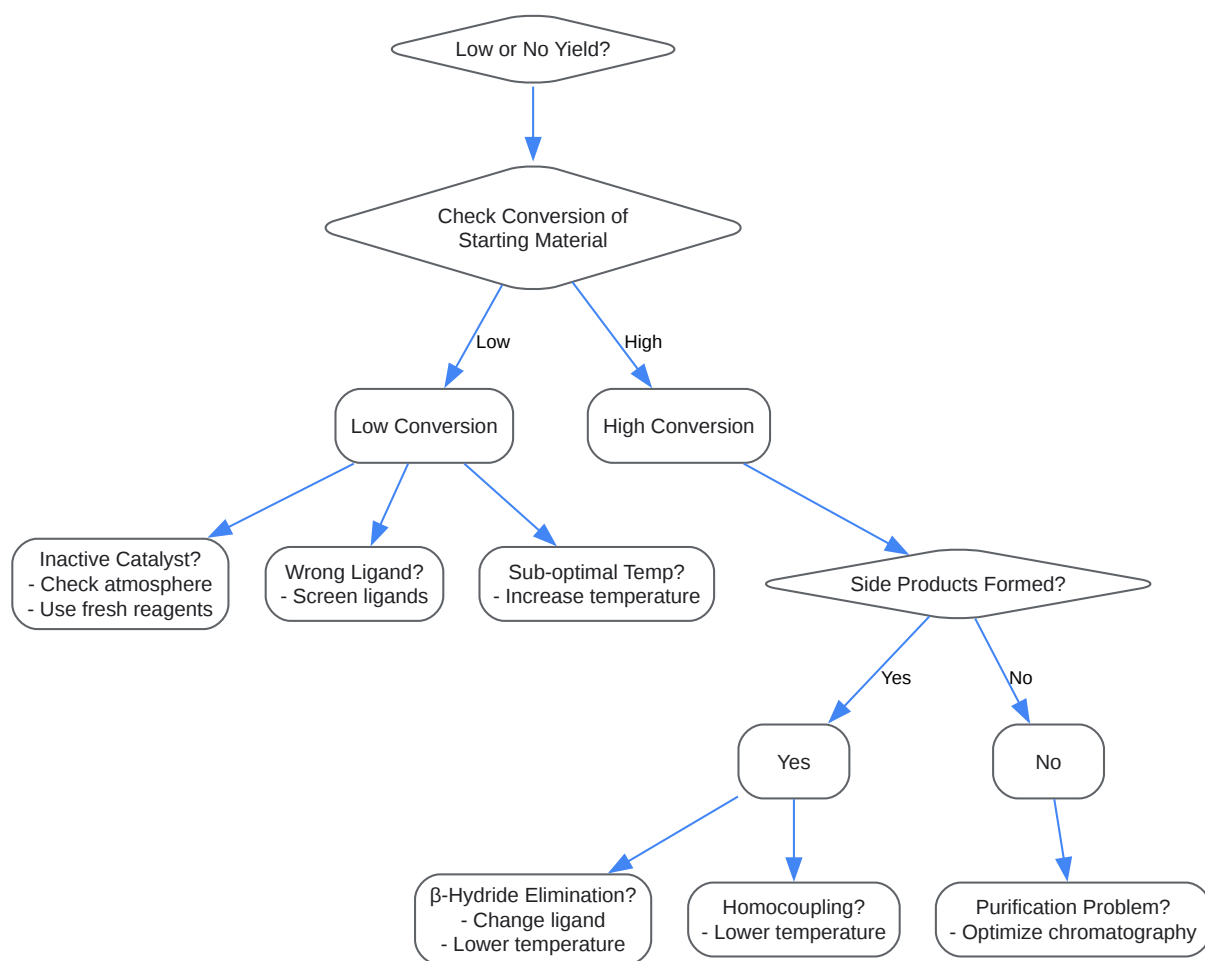 Low or No Yield?
Check Conversion of
Starting Material
Low
High
Low Conversion
High Conversion
Inactive Catalyst?
- Check atmosphere
- Use fresh reagents
Wrong Ligand?
- Screen ligands
Sub-optimal Temp?
- Increase temperature
Side Products Formed?
Yes
No
Yes
No
β-Hydride Elimination?
- Change ligand
- Lower temperature
Homocoupling?
- Lower temperature
Purification Problem?
- Optimize chromatography